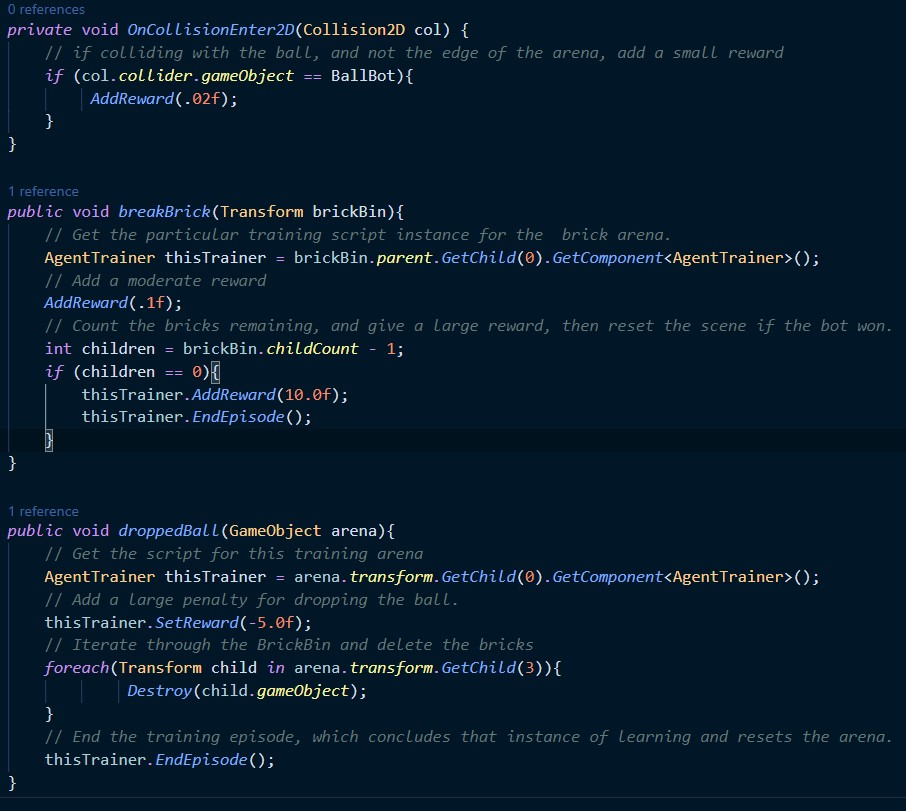 0 references
private void OnCollisionEnter2D(Collision2D col) {
// if colliding with the ball, and not the edge of the arena, add a small reward
if (col.collider.gameObject == BallBot){
AddReward(.02f);
}
}
1 reference
public void breakBrick(Transform brickBin){
// Get the particular training script instance for the  brick arena.
AgentTrainer thisTrainer = brickBin.parent.GetChild(0).GetComponent<AgentTrainer>();
// Add a moderate reward
AddReward(.1f);
// Count the bricks remaining, and give a large reward, then reset the scene if the bot won.
int children = brickBin.childCount - 1;
if (children == 0){
thisTrainer.AddReward(10.0f);
thisTrainer.EndEpisode();
}
}
1 reference
public void droppedBall(GameObject arena){
// Get the script for this training arena
AgentTrainer thisTrainer = arena.transform.GetChild(0).GetComponent<AgentTrainer>();
// Add a large penalty for dropping the ball.
thisTrainer.SetReward(-5.0f);
// Iterate through the BrickBin and delete the bricks
foreach(Transform child in arena.transform.GetChild(3)){
Destroy(child.gameObject);
}
// End the training episode, which concludes that instance of learning and resets the arena.
thisTrainer.EndEpisode();
}